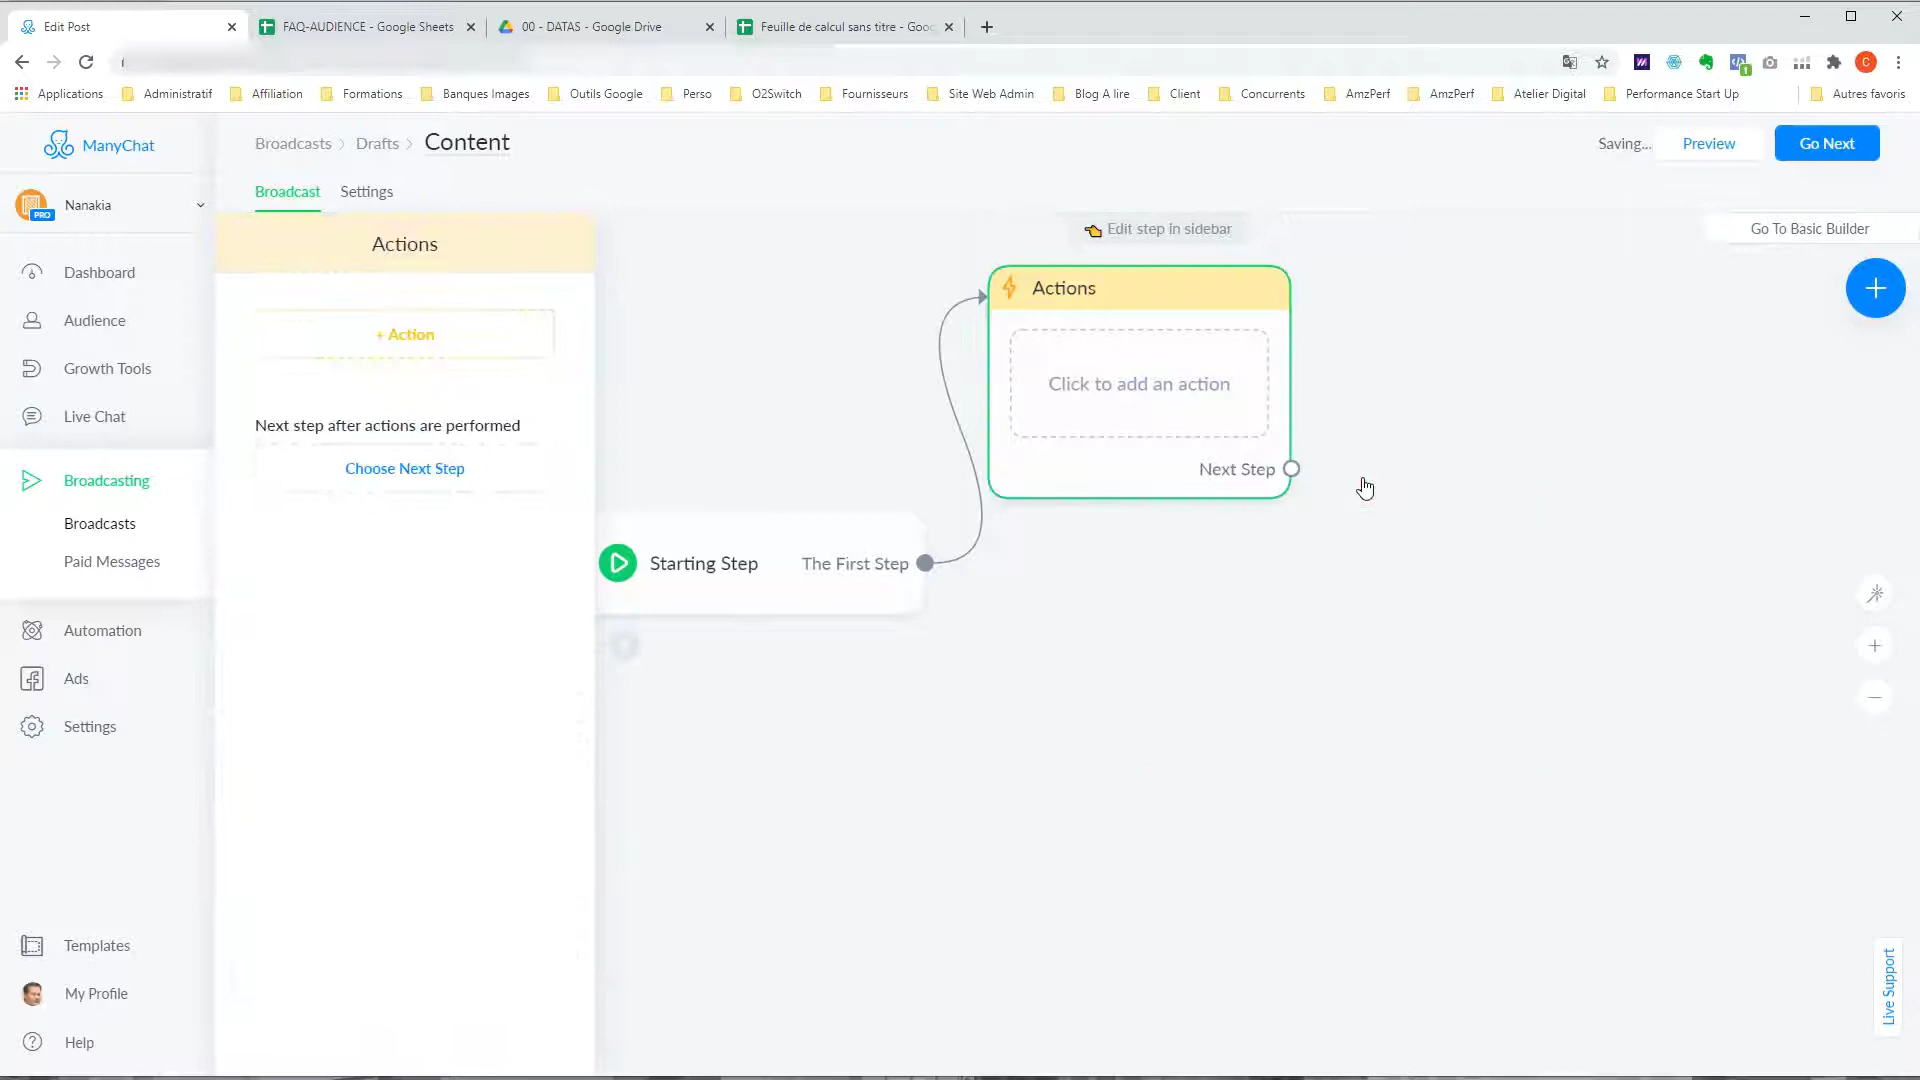 Edit Post
FAQ-AUDIENCE - Google Sheets
00 - DATAS - Google Drive
Feuille de calcul sans titre - Goo
C
Applications
Administratif
Affiliation
Formations
Banques Images
Outils Google
Perso
O2Switch
Fournisseurs
Site Web Admin
Blog A lire
Client
Concurrents
AmzPerf
AmzPerf
Atelier Digital
Performance Start Up
Autres favoris
ManyChat
Broadcasts
Drafts
Content
Saving...
Preview
Go Next
Broadcast
Settings
Nanakia
PRO
Dashboard
Audience
Growth Tools
Live Chat
Broadcasting
Broadcasts
Paid Messages
Automation
Ads
Settings
Templates
My Profile
Help
Actions
+ Action
Next step after actions are performed
Choose Next Step
Edit step in sidebar
Go To Basic Builder
Actions
Click to add an action
Next Step
Starting Step
The First Step
Live Support
1